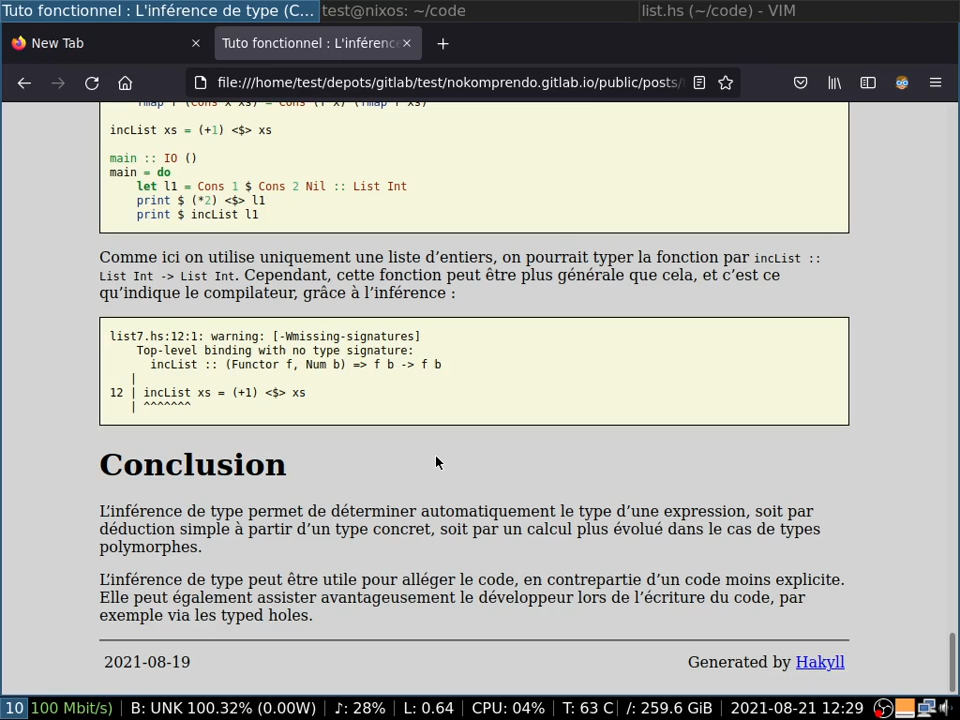 Tuto fonctionnel : L'inférence de type (C... test@nixos: ~/code list.hs (~/code) - VIM
New Tab Tuto fonctionnel : L'inférence
file:///home/test/depots/gitlab/test/nokomprendo.gitlab.io/public/posts/
fmap f (Cons x xs) = Cons (f x) (fmap f xs)
incList xs = (+1) <$> xs
main :: IO ()
main = do
let l1 = Cons 1 $ Cons 2 Nil :: List Int
print $ (*2) <$> l1
print $ incList l1
Comme ici on utilise uniquement une liste d’entiers, on pourrait typer la fonction par incList ::
List Int -> List Int. Cependant, cette fonction peut être plus générale que cela, et c’est ce
qu’indique le compilateur, grâce à l’inférence :
list7.hs:12:1: warning: [-Wmissing-signatures]
Top-level binding with no type signature:
incList :: (Functor f, Num b) => f b -> f b
|
12 | incList xs = (+1) <$> xs
| ^^^^^^^
Conclusion
L’inférence de type permet de déterminer automatiquement le type d’une expression, soit par
déduction simple à partir d’un type concret, soit par un calcul plus évolué dans le cas de types
polymorphes.
L’inférence de type peut être utile pour alléger le code, en contrepartie d’un code moins explicite.
Elle peut également assister avantageusement le développeur lors de l’écriture du code, par
exemple via les typed holes.
2021-08-19 Generated by Hakyll
10 100 Mbit/s) B: UNK 100.32% (0.00W) ♪: 28% L: 0.64 CPU: 04% T: 63 C /: 259.6 GiB 2021-08-21 12:29